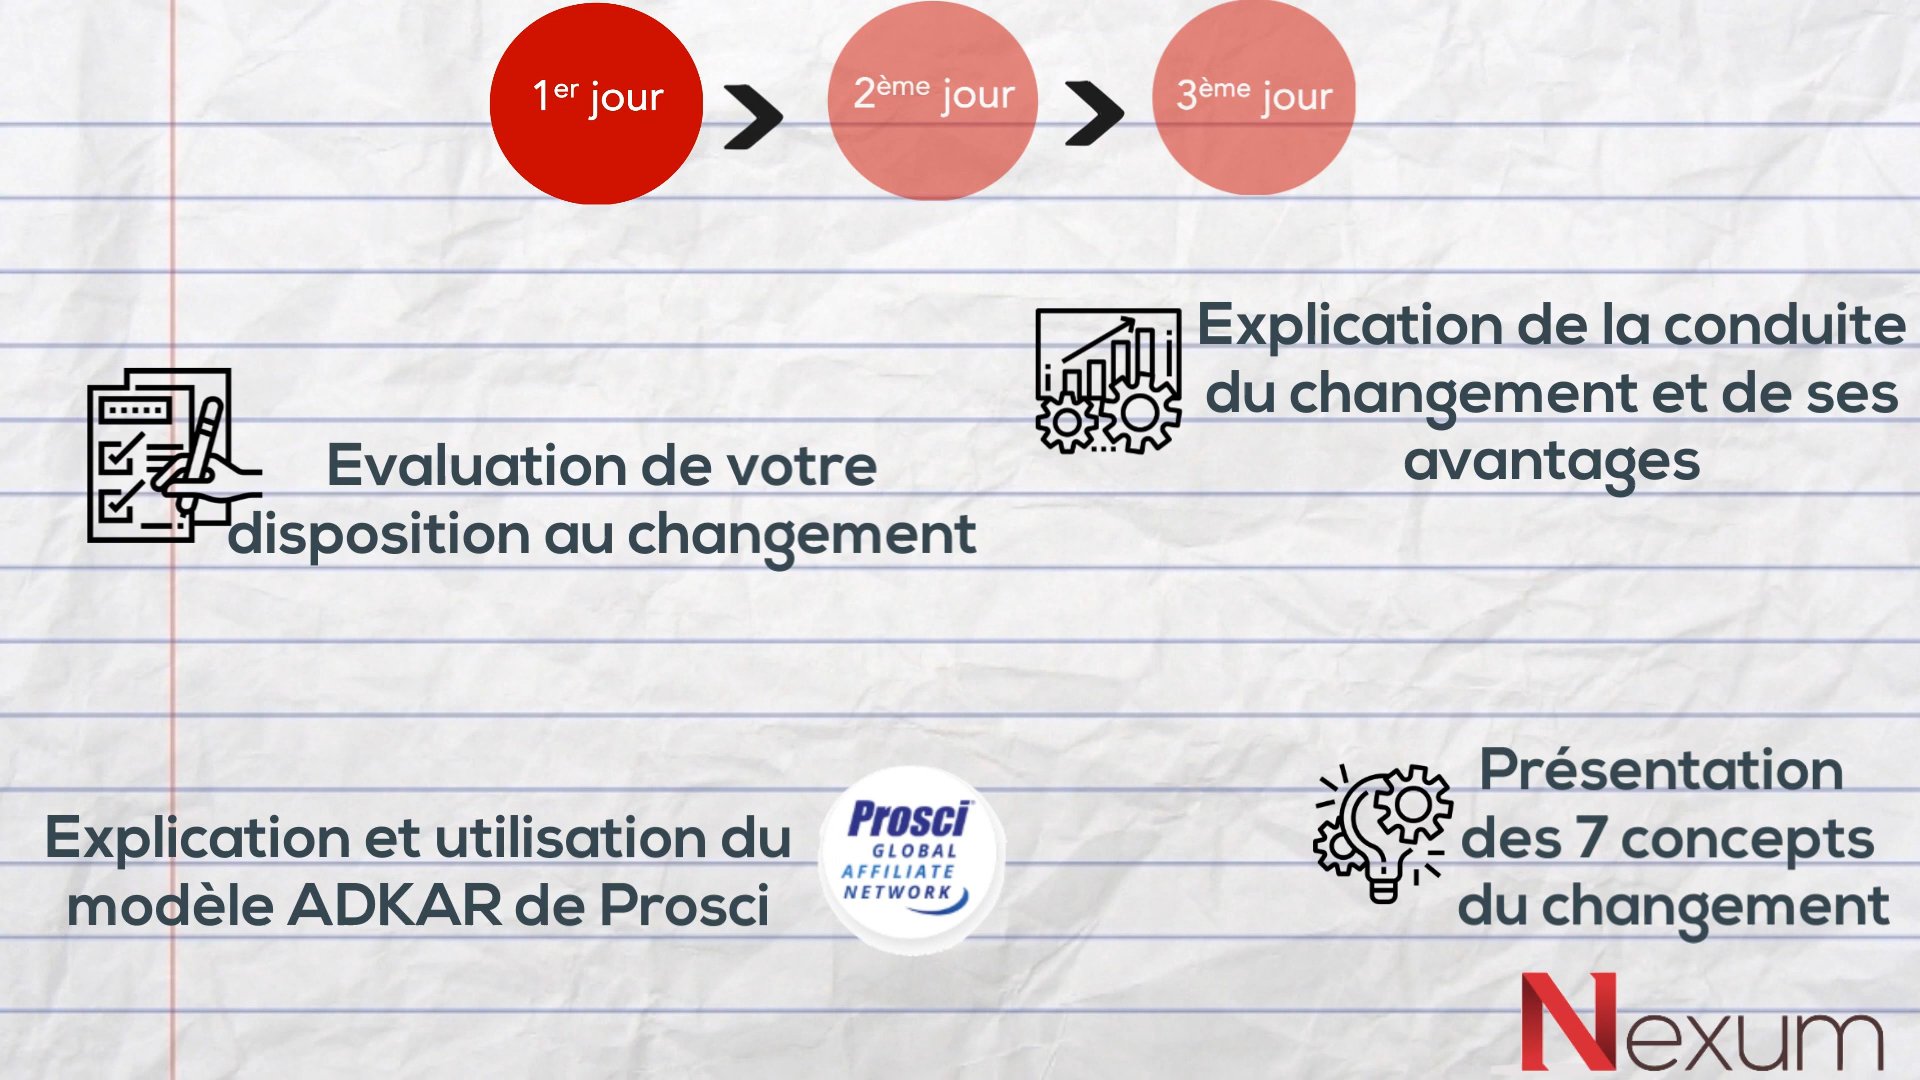 1er jour
2ème jour
3ème jour
Explication de la conduite
du changement et de ses
avantages
Evaluation de votre
disposition au changement
Explication et utilisation du
modèle ADKAR de Prosci
Prosci
GLOBAL
AFFILIATE
NETWORK
Présentation
des 7 concepts
du changement
Nexum